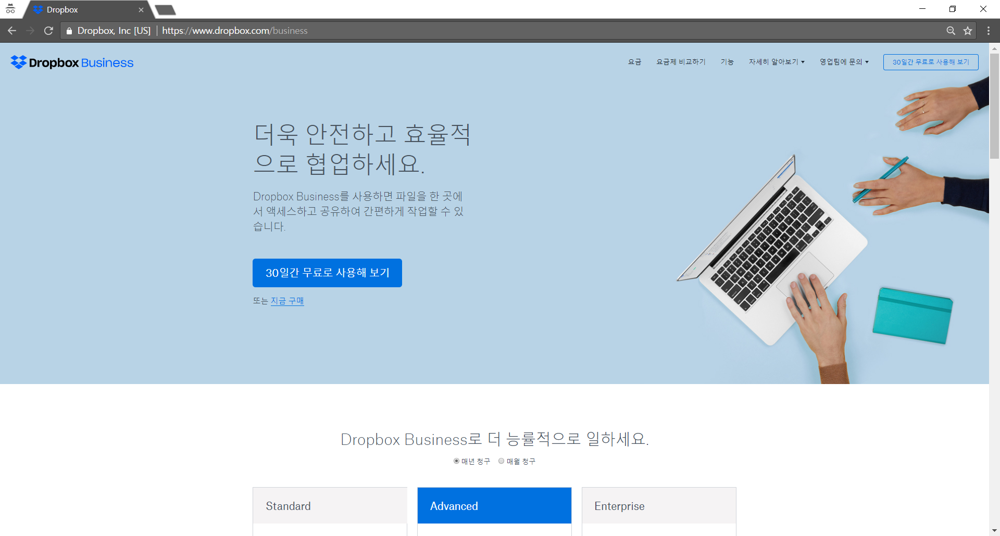 Dropbox
Dropbox, Inc [US] | https://www.dropbox.com/business
Dropbox Business
요금 요금제 비교하기 기능 자세히 알아보기 영업팀에 문의 30일간 무료로 사용해 보기
더욱 안전하고 효율적
으로 협업하세요.
Dropbox Business를 사용하면 파일을 한 곳에
서 액세스하고 공유하여 간편하게 작업할 수 있
습니다.
30일간 무료로 사용해 보기
또는 지금 구매
Dropbox Business로 더 능률적으로 일하세요.
매년 청구 매월 청구
Standard Advanced Enterprise